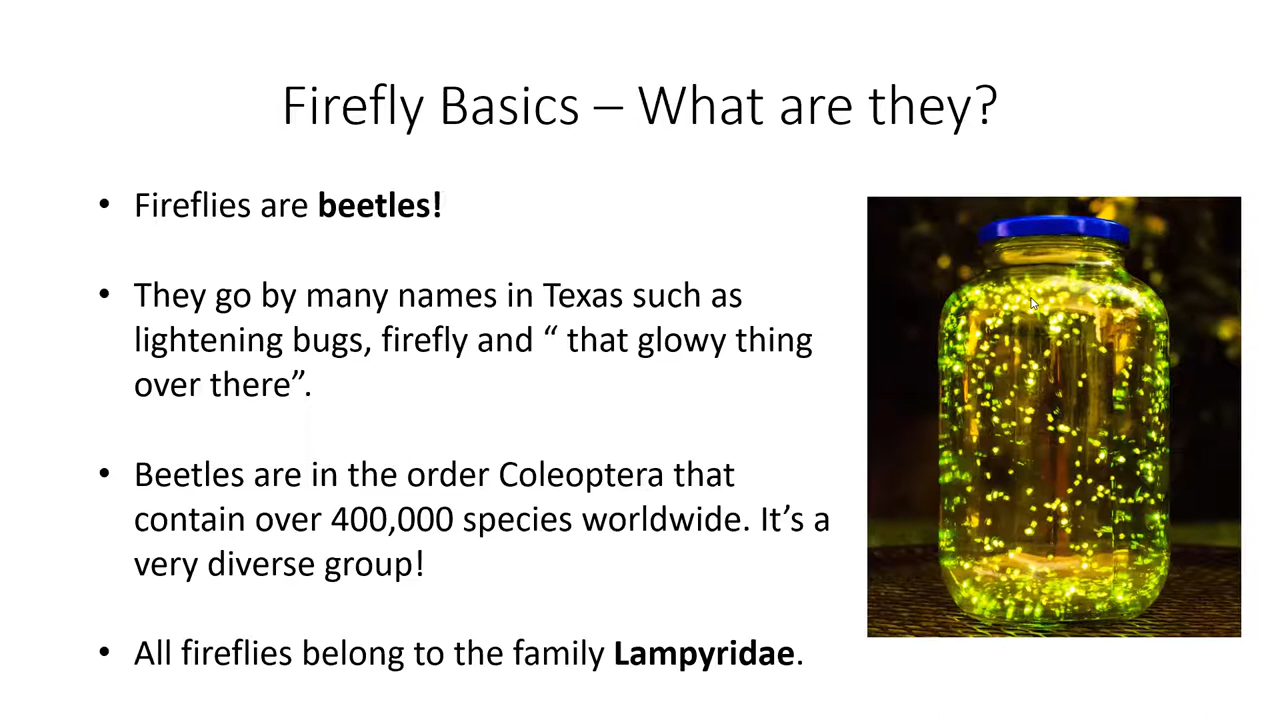 Firefly Basics – What are they?
• Fireflies are beetles!
• They go by many names in Texas such as
lightening bugs, firefly and “ that glowy thing
over there”.
• Beetles are in the order Coleoptera that
contain over 400,000 species worldwide. It’s a
very diverse group!
• All fireflies belong to the family Lampyridae.